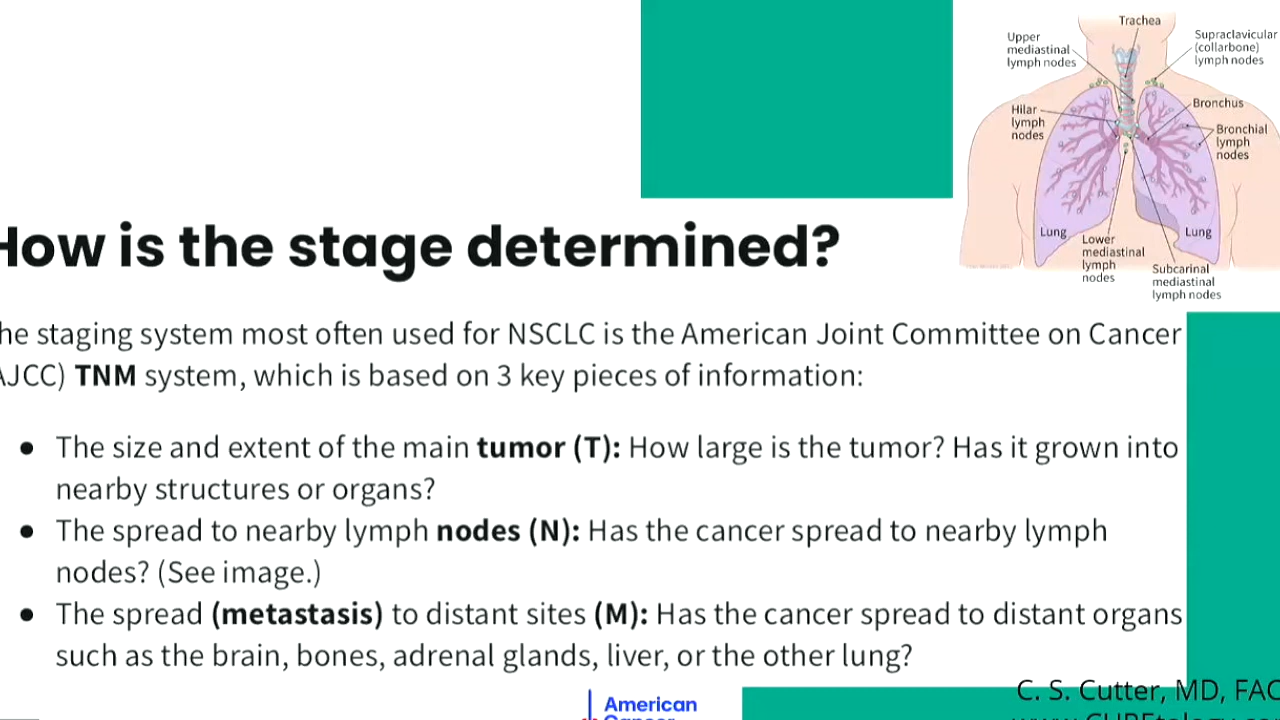 Trachea
Upper
mediastinal
lymph nodes
Supraclavicular
(collarbone)
lymph nodes
Hilar
lymph
nodes
Bronchus
Bronchial
lymph
nodes
Lung
Lower
mediastinal
lymph
nodes
Lung
Subcarinal
mediastinal
lymph nodes
How is the stage determined?
he staging system most often used for NSCLC is the American Joint Committee on Cancer
AJCC) TNM system, which is based on 3 key pieces of information:
● The size and extent of the main tumor (T): How large is the tumor? Has it grown into
nearby structures or organs?
● The spread to nearby lymph nodes (N): Has the cancer spread to nearby lymph
nodes? (See image.)
● The spread (metastasis) to distant sites (M): Has the cancer spread to distant organs
such as the brain, bones, adrenal glands, liver, or the other lung?
American
C. S. Cutter, MD, FAC